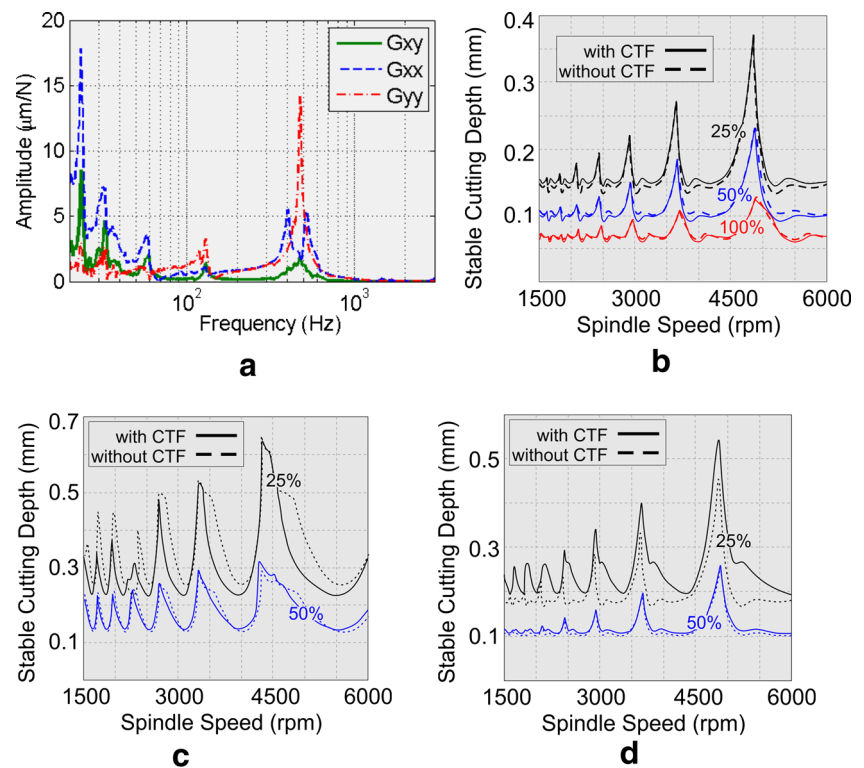 20
15
10
5
0
Amplitude (µm/N)
Gxy
Gxx
Gyy
10²
10³
Frequency (Hz)
a
0.4
0.3
0.2
0.1
Stable Cutting Depth (mm)
with CTF
without CTF
25%
50%
100%
1500 3000 4500 6000
Spindle Speed (rpm)
b
0.7
0.5
0.3
0.1
Stable Cutting Depth (mm)
with CTF
without CTF
25%
50%
1500 3000 4500 6000
Spindle Speed (rpm)
c
0.5
0.3
0.1
Stable Cutting Depth (mm)
with CTF
without CTF
25%
50%
1500 3000 4500 6000
Spindle Speed (rpm)
d